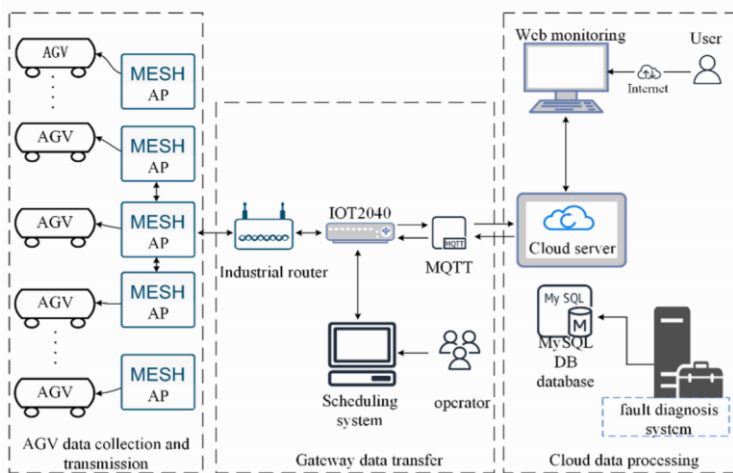 AGV
MESH
AP
AGV
MESH
AP
AGV
MESH
AP
AGV
MESH
AP
AGV
MESH
AP
AGV data collection and
transmission
Industrial router
IOT2040
MQTT
MQTT
Scheduling
system
operator
Gateway data transfer
Web monitoring
User
Internet
Cloud server
My SQL
M
MySQL
DB
database
fault diagnosis
system
Cloud data processing